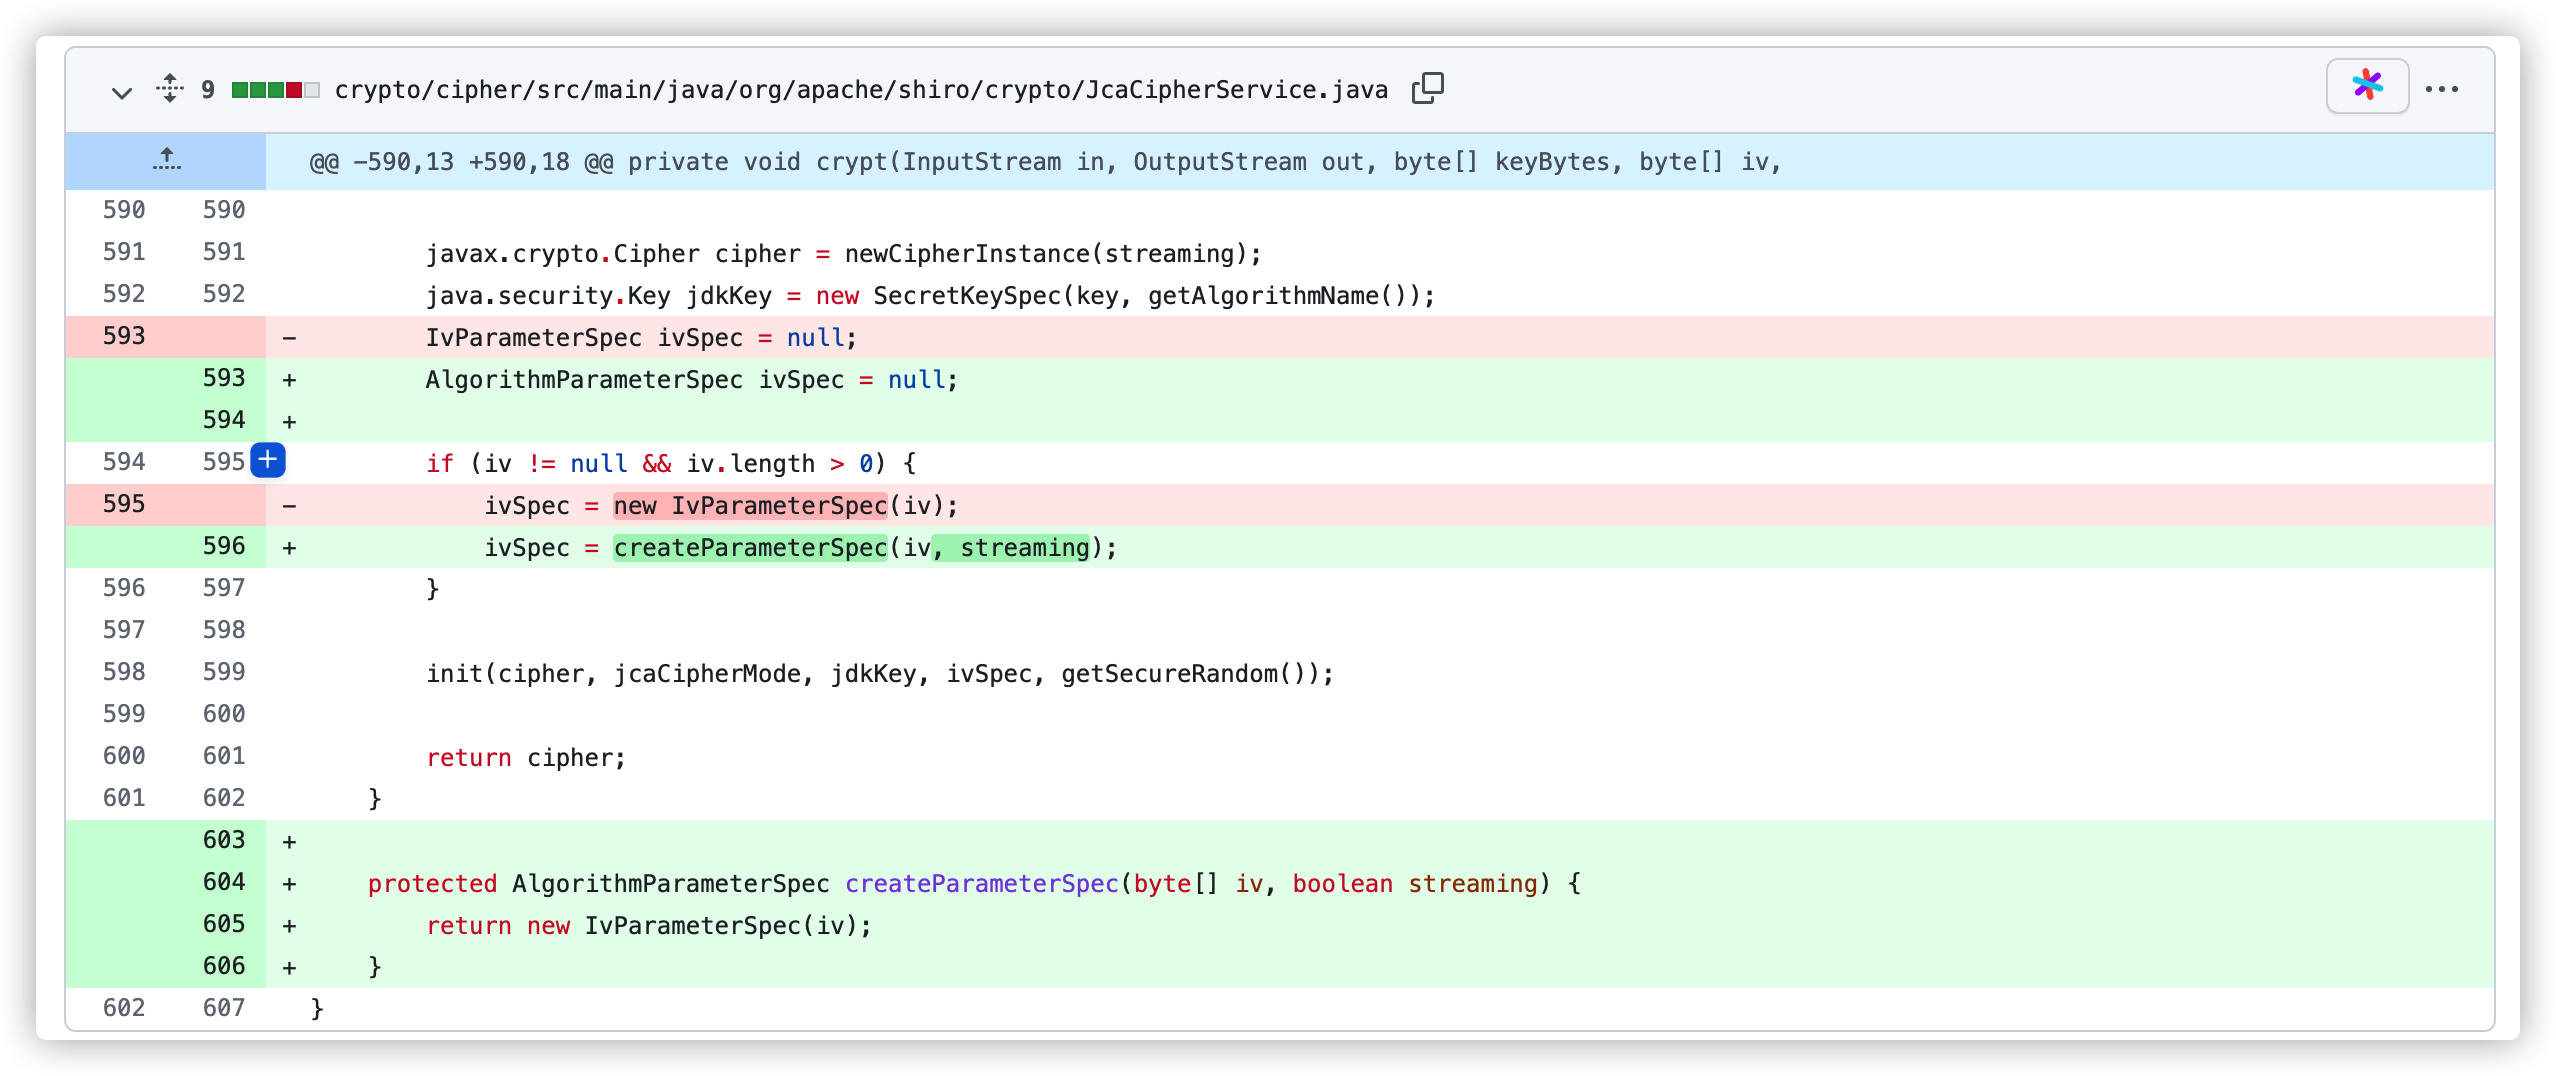 9 crypto/cipher/src/main/java/org/apache/shiro/crypto/JcaCipherService.java
@@ -590,13 +590,18 @@ private void crypt(InputStream in, OutputStream out, byte[] keyBytes, byte[] iv,
590 590
591 591 javax.crypto.Cipher cipher = newCipherInstance(streaming);
592 592 java.security.Key jdkKey = new SecretKeySpec(key, getAlgorithmName());
593 - IvParameterSpec ivSpec = null;
593 + AlgorithmParameterSpec ivSpec = null;
594 +
594 595 if (iv != null && iv.length > 0) {
595 - ivSpec = new IvParameterSpec(iv);
596 + ivSpec = createParameterSpec(iv, streaming);
596 597 }
597 598
598 599 init(cipher, jcaCipherMode, jdkKey, ivSpec, getSecureRandom());
599 600
600 601 return cipher;
601 602 }
603 +
604 + protected AlgorithmParameterSpec createParameterSpec(byte[] iv, boolean streaming) {
605 + return new IvParameterSpec(iv);
606 + }
602 607 }